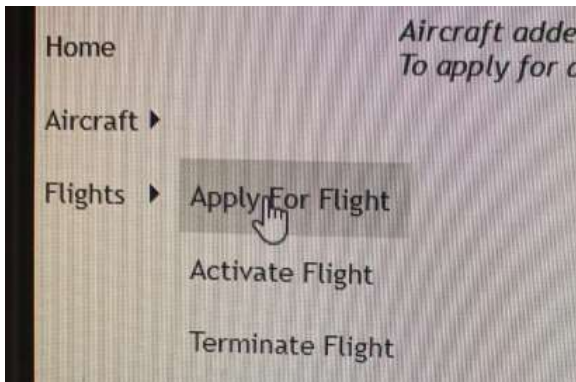 Home
Aircraft
Flights
Apply For Flight
Activate Flight
Terminate Flight
Aircraft adde
To apply for